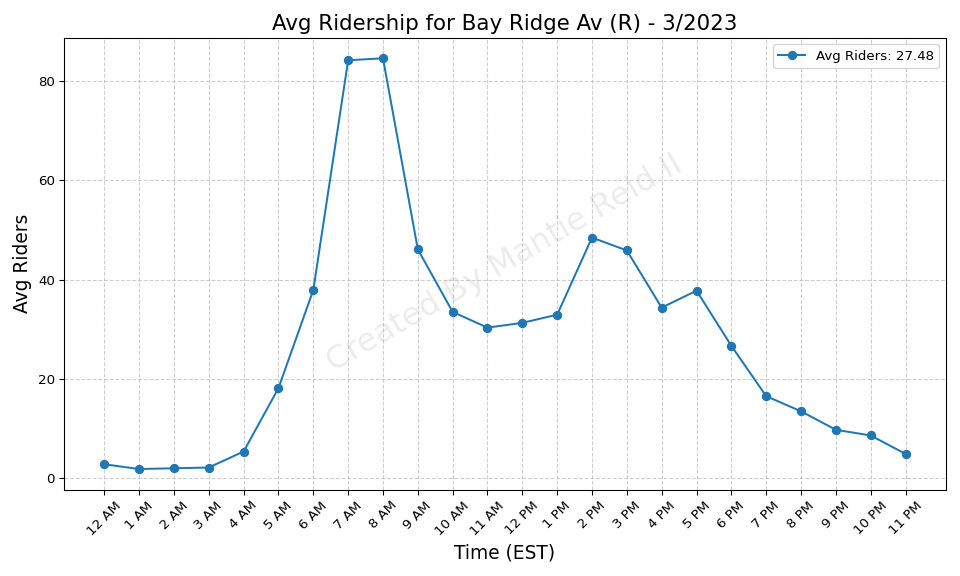 Avg Ridership for Bay Ridge Av (R) - 3/2023
Avg Riders: 27.48
80
60
40
20
0
Avg Riders
Created By Mantie Reid II
12 AM
1 AM
2 AM
3 AM
4 AM
5 AM
6 AM
7 AM
8 AM
9 AM
10 AM
11 AM
12 PM
1 PM
2 PM
3 PM
4 PM
5 PM
6 PM
7 PM
8 PM
9 PM
10 PM
11 PM
Time (EST)